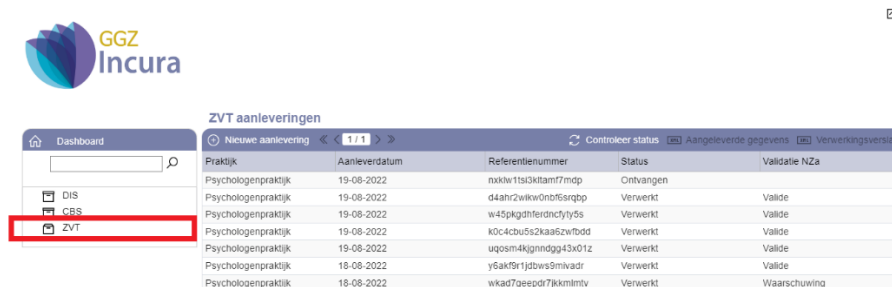 GGZ
Incura
ZVT aanleveringen
Dashboard
Nieuwe aanlevering 1 / 1 Controleer status Aangeleverde gegevens Verwerkingsversla
Praktijk Aanleverdatum Referentienummer Status Validatie NZa
Psychologenpraktijk 19-08-2022 nxklw1tsi3kltamf7mdp Ontvangen
DIS
Psychologenpraktijk 19-08-2022 d4ahr2wikw0nbf6srqbp Verwerkt Valide
CBS
Psychologenpraktijk 19-08-2022 w45pkgdhferdncfyty5s Verwerkt Valide
ZVT
Psychologenpraktijk 19-08-2022 k0c4cbu5s2kaa6zwfbdd Verwerkt Valide
Psychologenpraktijk 19-08-2022 uqosm4kjgnndgg43x01z Verwerkt Valide
Psychologenpraktijk 18-08-2022 y6akf9r1jdbws9mivadr Verwerkt Valide
Psychologenpraktijk 18-08-2022 wkad7geepdr7jkkmlmty Verwerkt Waarschuwing